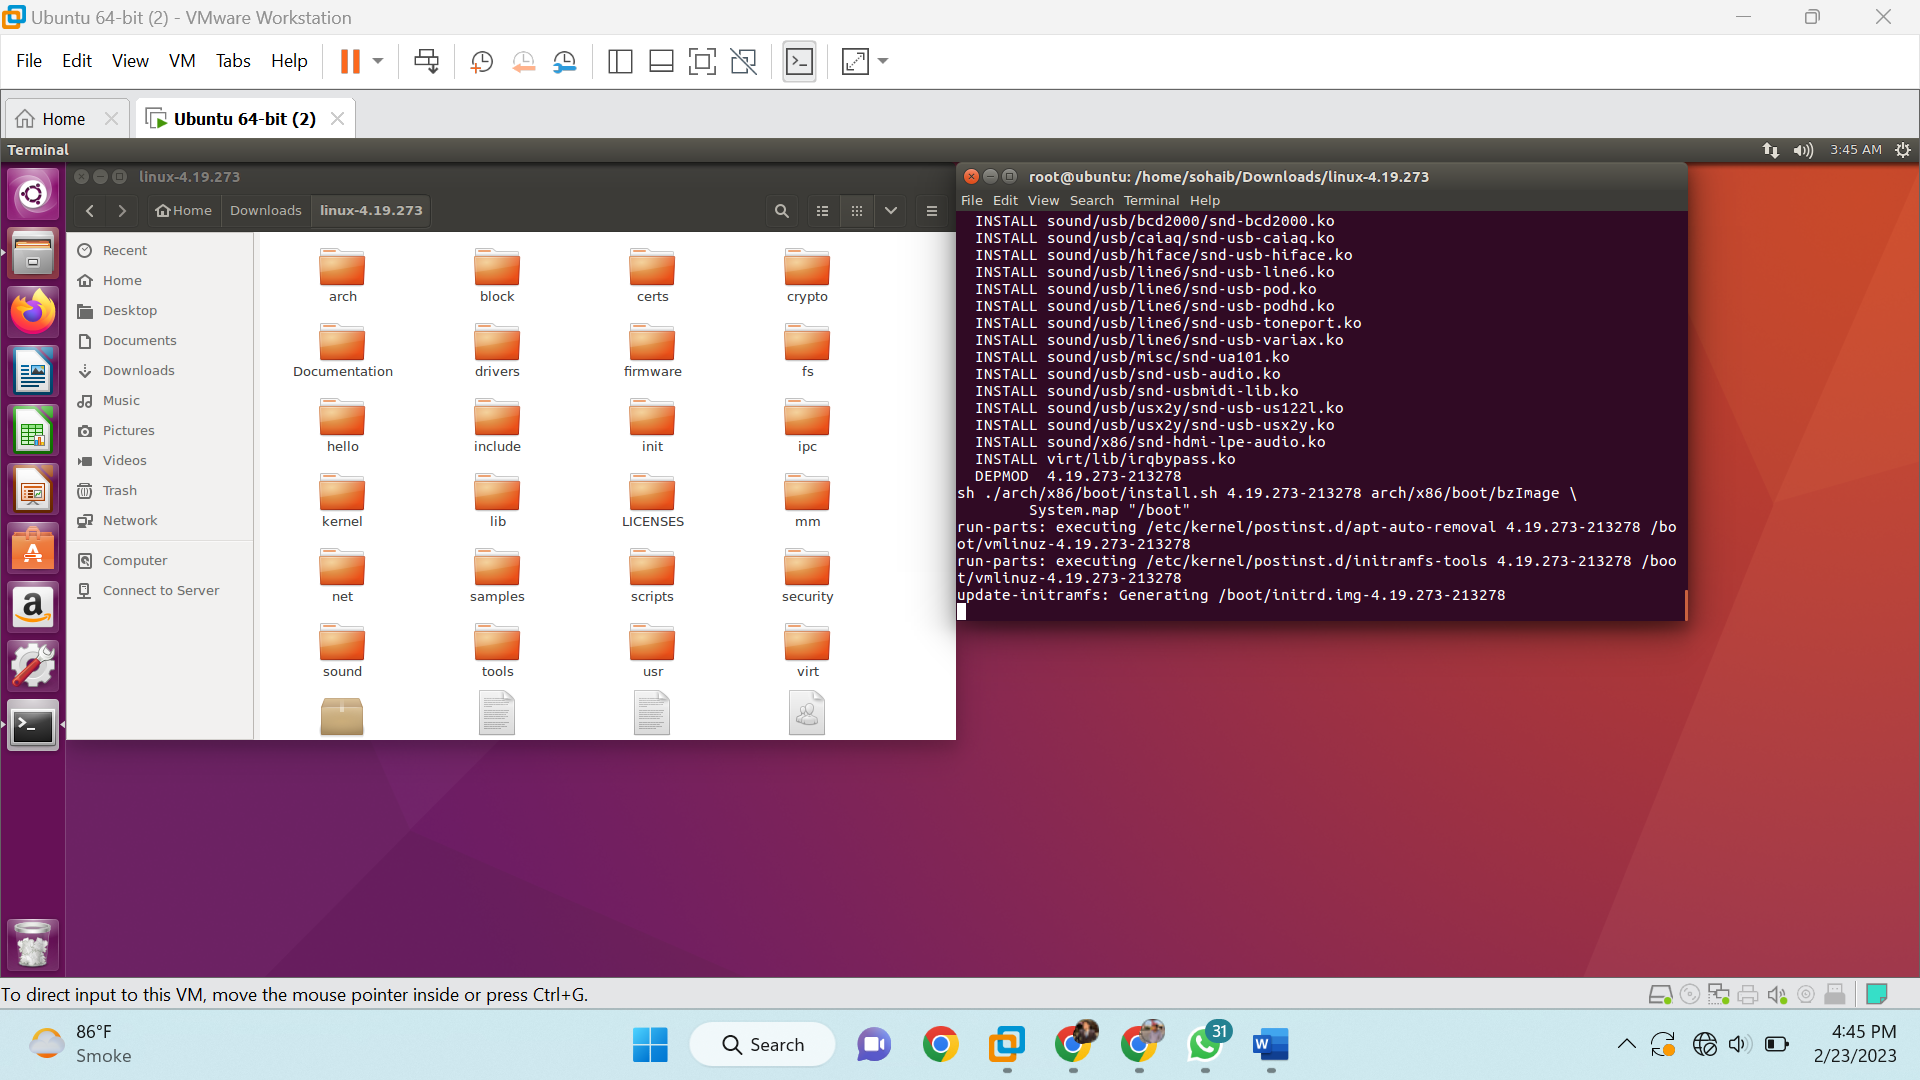 Ubuntu 64-bit (2) - VMware Workstation
File Edit View VM Tabs Help
Home
Ubuntu 64-bit (2)
Terminal
3:45 AM
linux-4.19.273
Home Downloads linux-4.19.273
Recent
Home
Desktop
Documents
Downloads
Music
Pictures
Videos
Trash
Network
Computer
Connect to Server
arch block certs crypto
Documentation drivers firmware fs
hello include init ipc
kernel lib LICENSES mm
net samples scripts security
sound tools usr virt
root@ubuntu: /home/sohaib/Downloads/linux-4.19.273
File Edit View Search Terminal Help
INSTALL sound/usb/bcd2000/snd-bcd2000.ko
INSTALL sound/usb/caiaq/snd-usb-caiaq.ko
INSTALL sound/usb/hiface/snd-usb-hiface.ko
INSTALL sound/usb/line6/snd-usb-line6.ko
INSTALL sound/usb/line6/snd-usb-pod.ko
INSTALL sound/usb/line6/snd-usb-podhd.ko
INSTALL sound/usb/line6/snd-usb-toneport.ko
INSTALL sound/usb/line6/snd-usb-variax.ko
INSTALL sound/usb/misc/snd-ua101.ko
INSTALL sound/usb/snd-usb-audio.ko
INSTALL sound/usb/snd-usbmidi-lib.ko
INSTALL sound/usb/usx2y/snd-usb-us122l.ko
INSTALL sound/usb/usx2y/snd-usb-usx2y.ko
INSTALL sound/x86/snd-hdmi-lpe-audio.ko
INSTALL virt/lib/irqbypass.ko
DEPMOD 4.19.273-213278
sh ./arch/x86/boot/install.sh 4.19.273-213278 arch/x86/boot/bzImage \
System.map "/boot"
run-parts: executing /etc/kernel/postinst.d/apt-auto-removal 4.19.273-213278 /bo
ot/vmlinuz-4.19.273-213278
run-parts: executing /etc/kernel/postinst.d/initramfs-tools 4.19.273-213278 /boo
t/vmlinuz-4.19.273-213278
update-initramfs: Generating /boot/initrd.img-4.19.273-213278
To direct input to this VM, move the mouse pointer inside or press Ctrl+G.
86°F
Smoke
Search
31
W
4:45 PM
2/23/2023